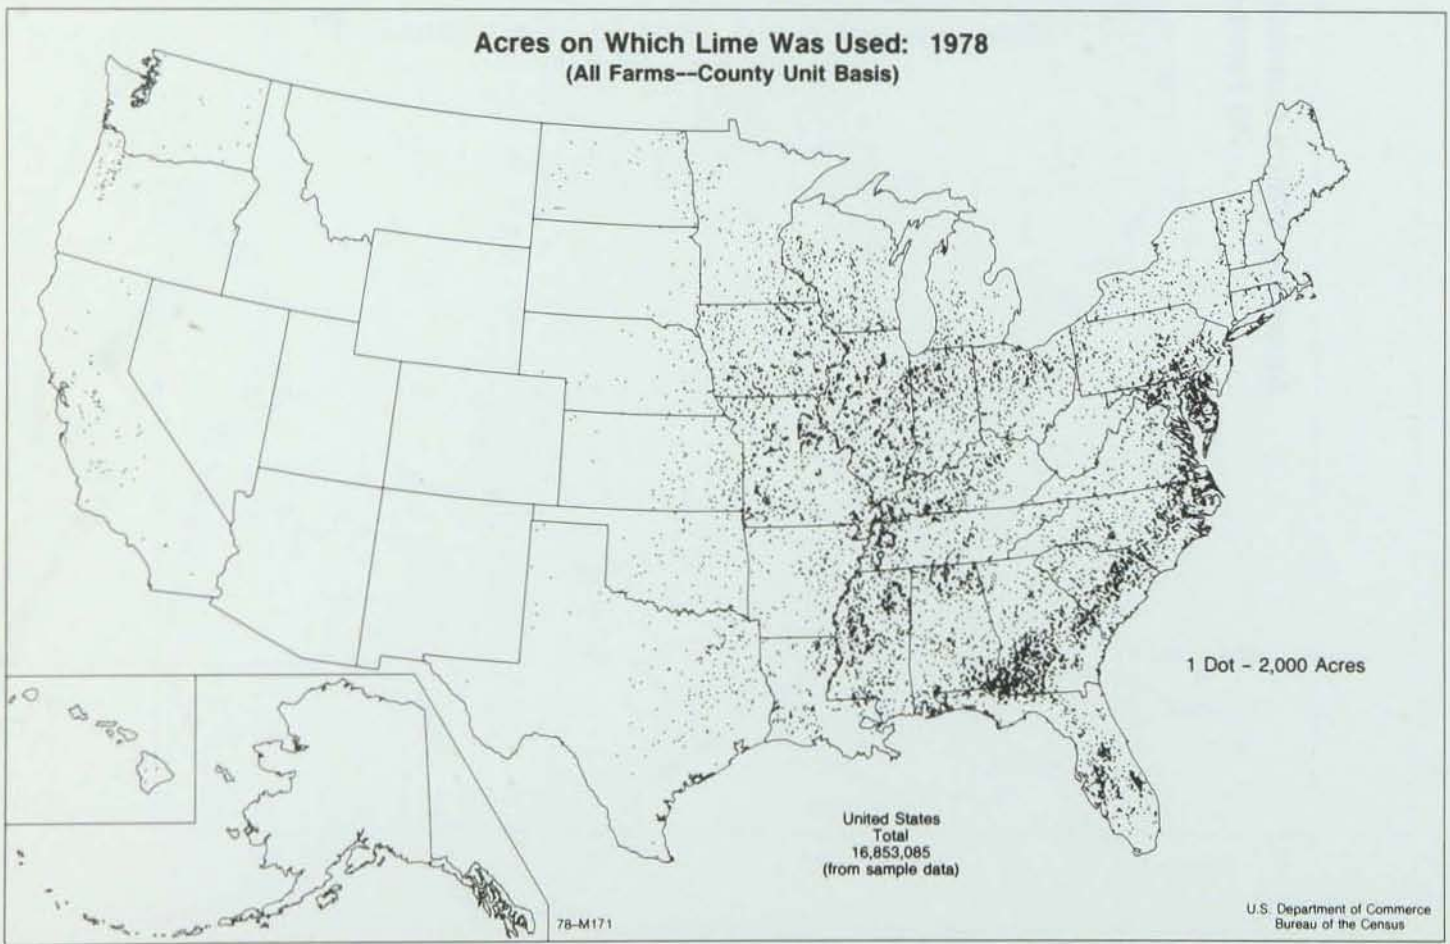 Acres on Which Lime Was Used: 1978
(All Farms--County Unit Basis)
1 Dot - 2,000 Acres
United States
Total
16,853,085
(from sample data)
78-M171
U.S. Department of Commerce
Bureau of the Census